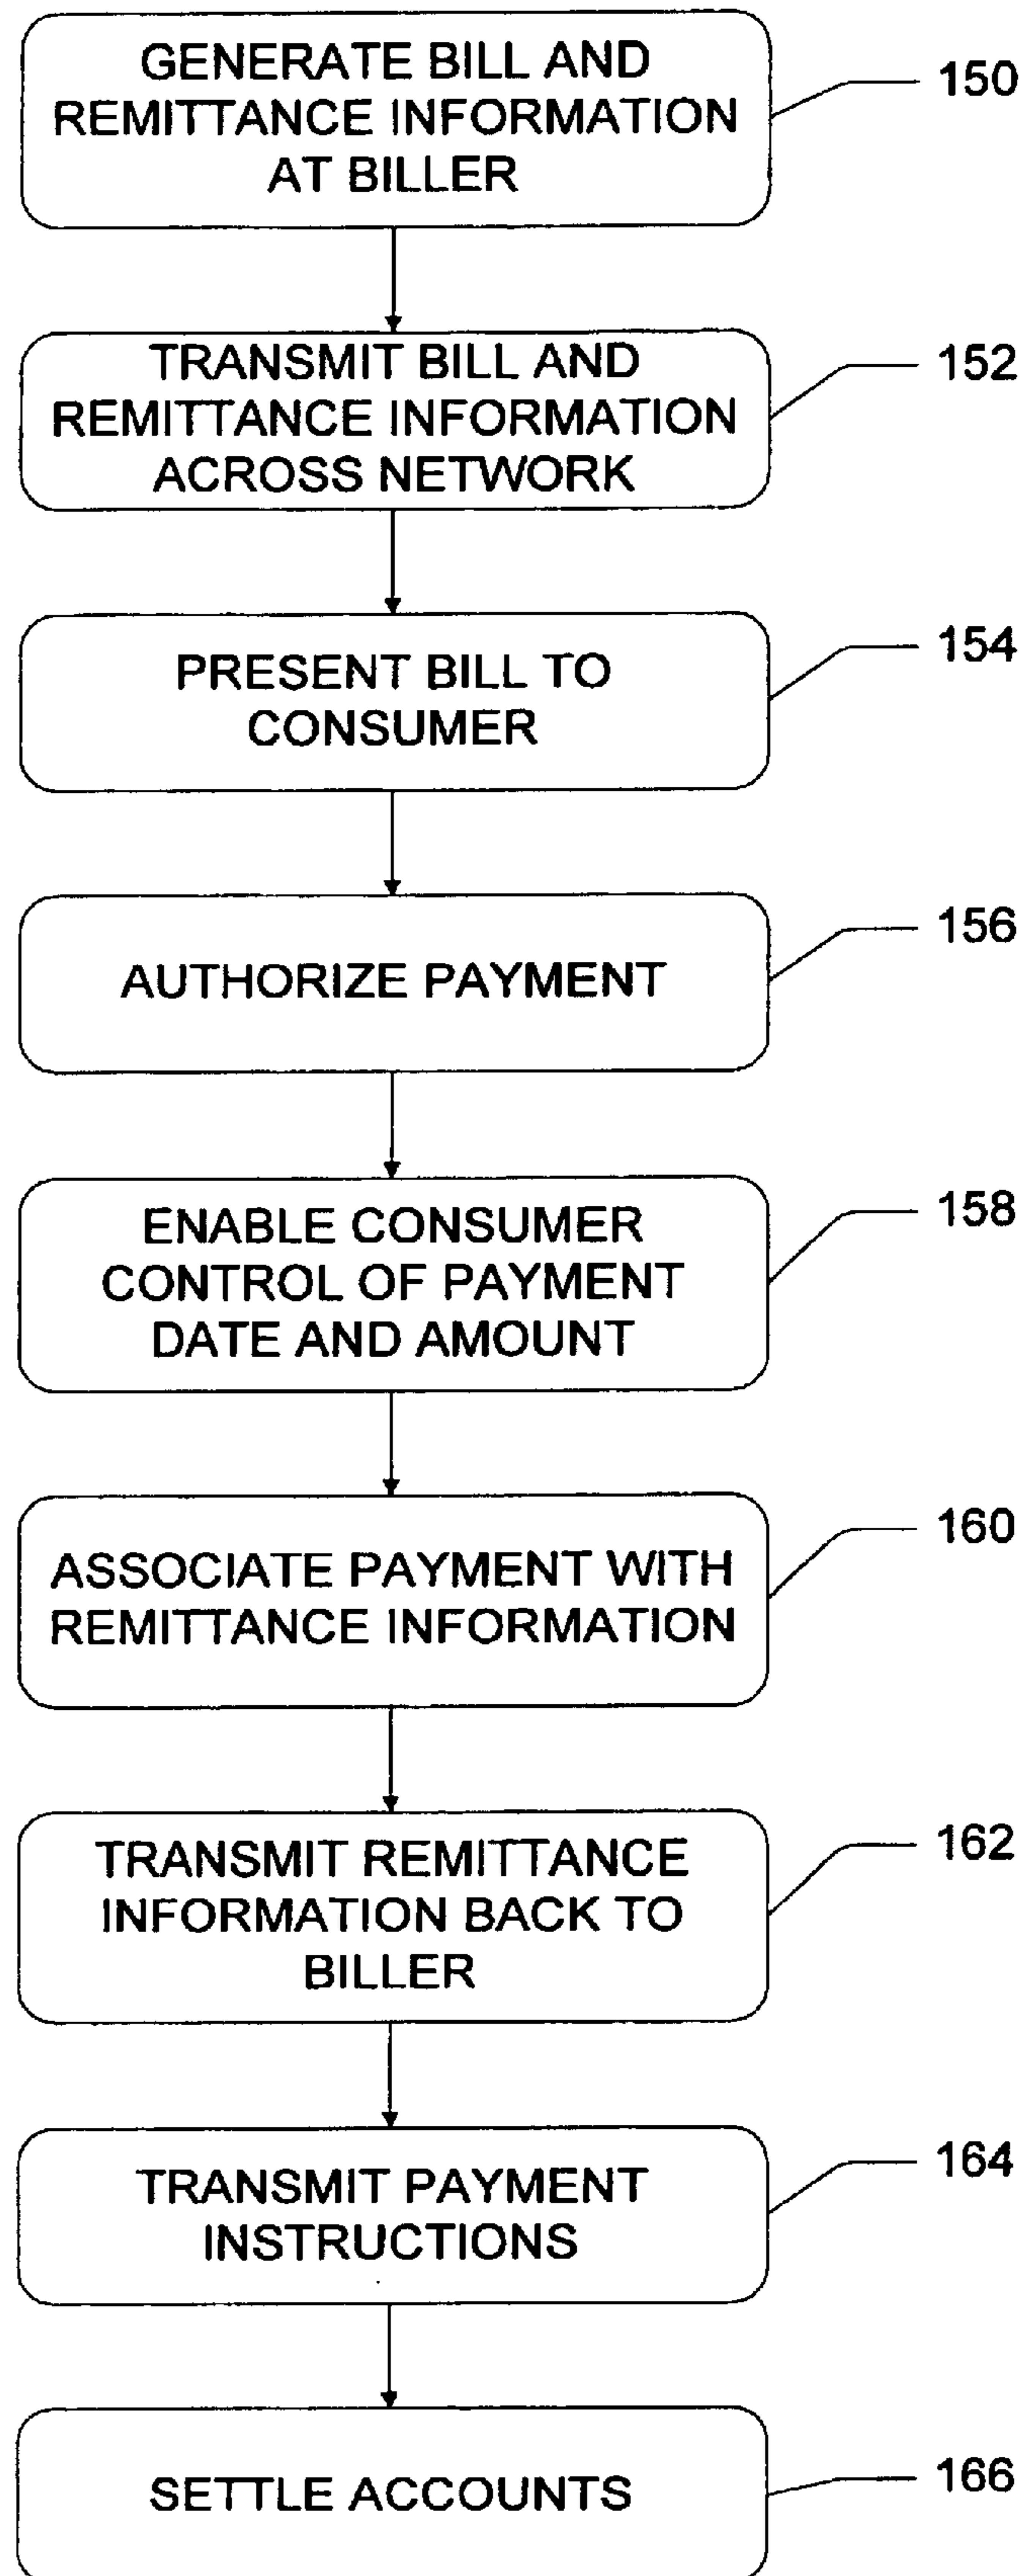 GENERATE BILL AND
REMITTANCE INFORMATION
AT BILLER
150
TRANSMIT BILL AND
REMITTANCE INFORMATION
ACROSS NETWORK
152
PRESENT BILL TO
CONSUMER
154
AUTHORIZE PAYMENT
156
ENABLE CONSUMER
CONTROL OF PAYMENT
DATE AND AMOUNT
158
ASSOCIATE PAYMENT WITH
REMITTANCE INFORMATION
160
TRANSMIT REMITTANCE
INFORMATION BACK TO
BILLER
162
TRANSMIT PAYMENT
INSTRUCTIONS
164
SETTLE ACCOUNTS
166